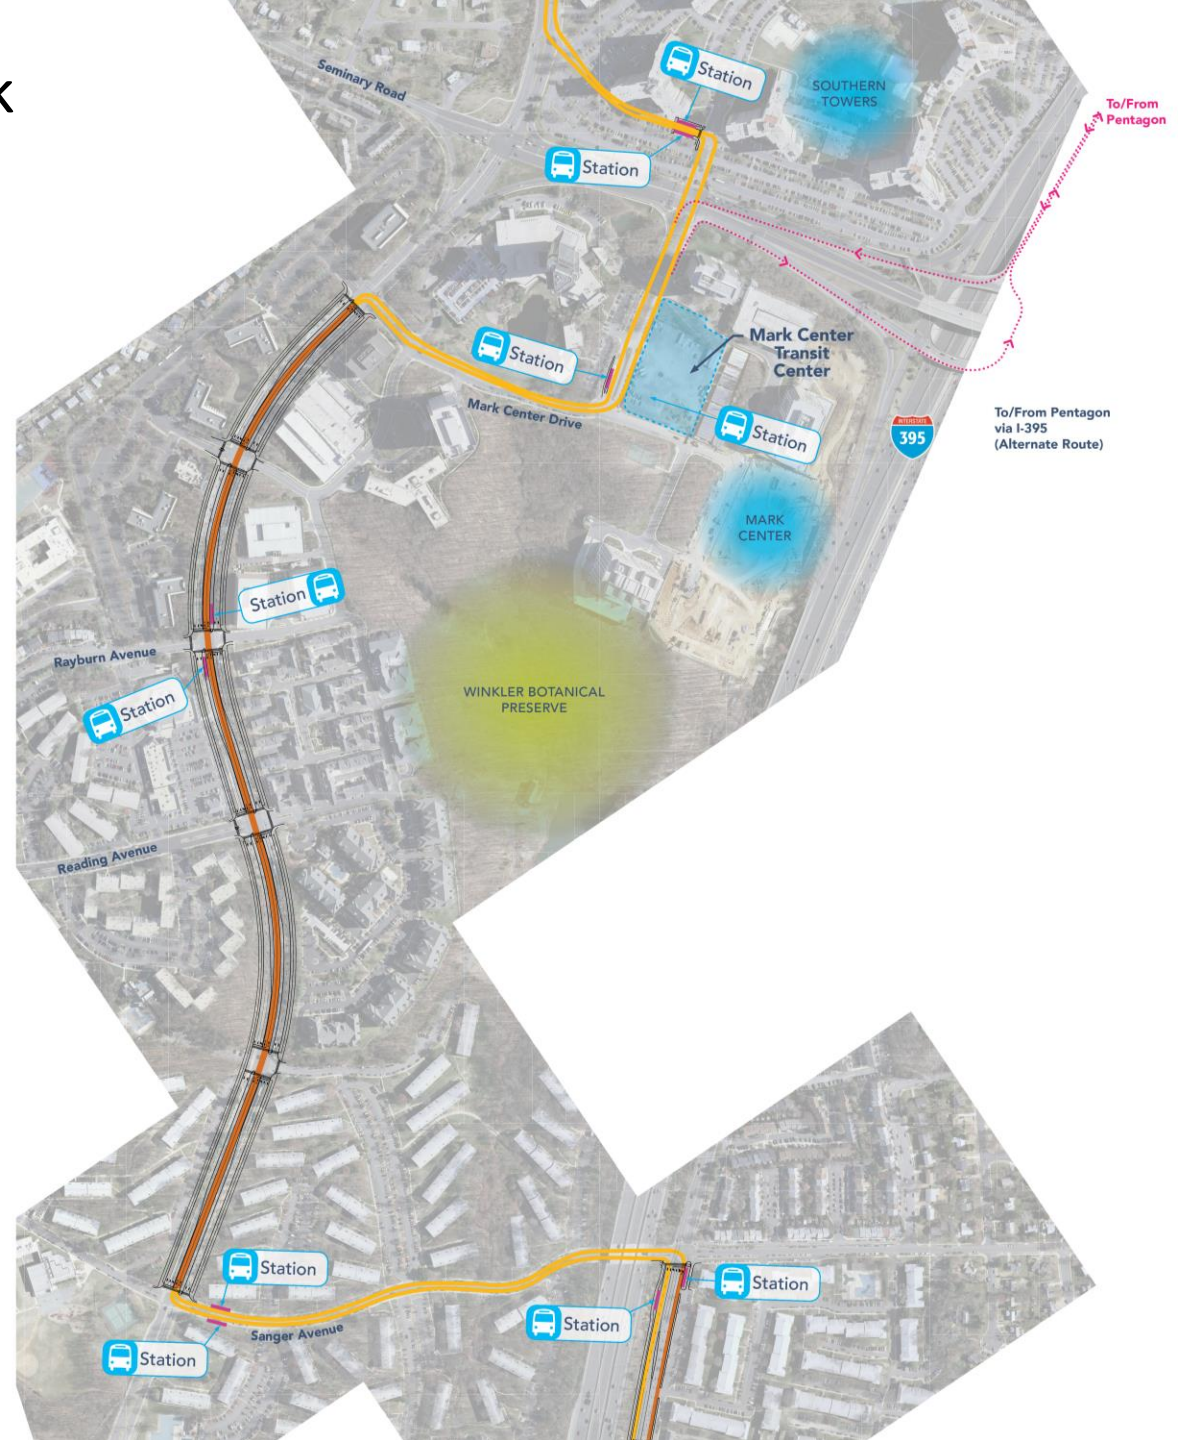 k
Seminary Road
Station
SOUTHERN
TOWERS
To/From
Pentagon
Station
Mark Center
Transit
Center
Station
Mark Center Drive
Station
INTERSTATE
395
To/From Pentagon
via I-395
(Alternate Route)
MARK
CENTER
Station
Rayburn Avenue
Station
WINKLER BOTANICAL
PRESERVE
Reading Avenue
Station
Station
Station
Sanger Avenue
Station